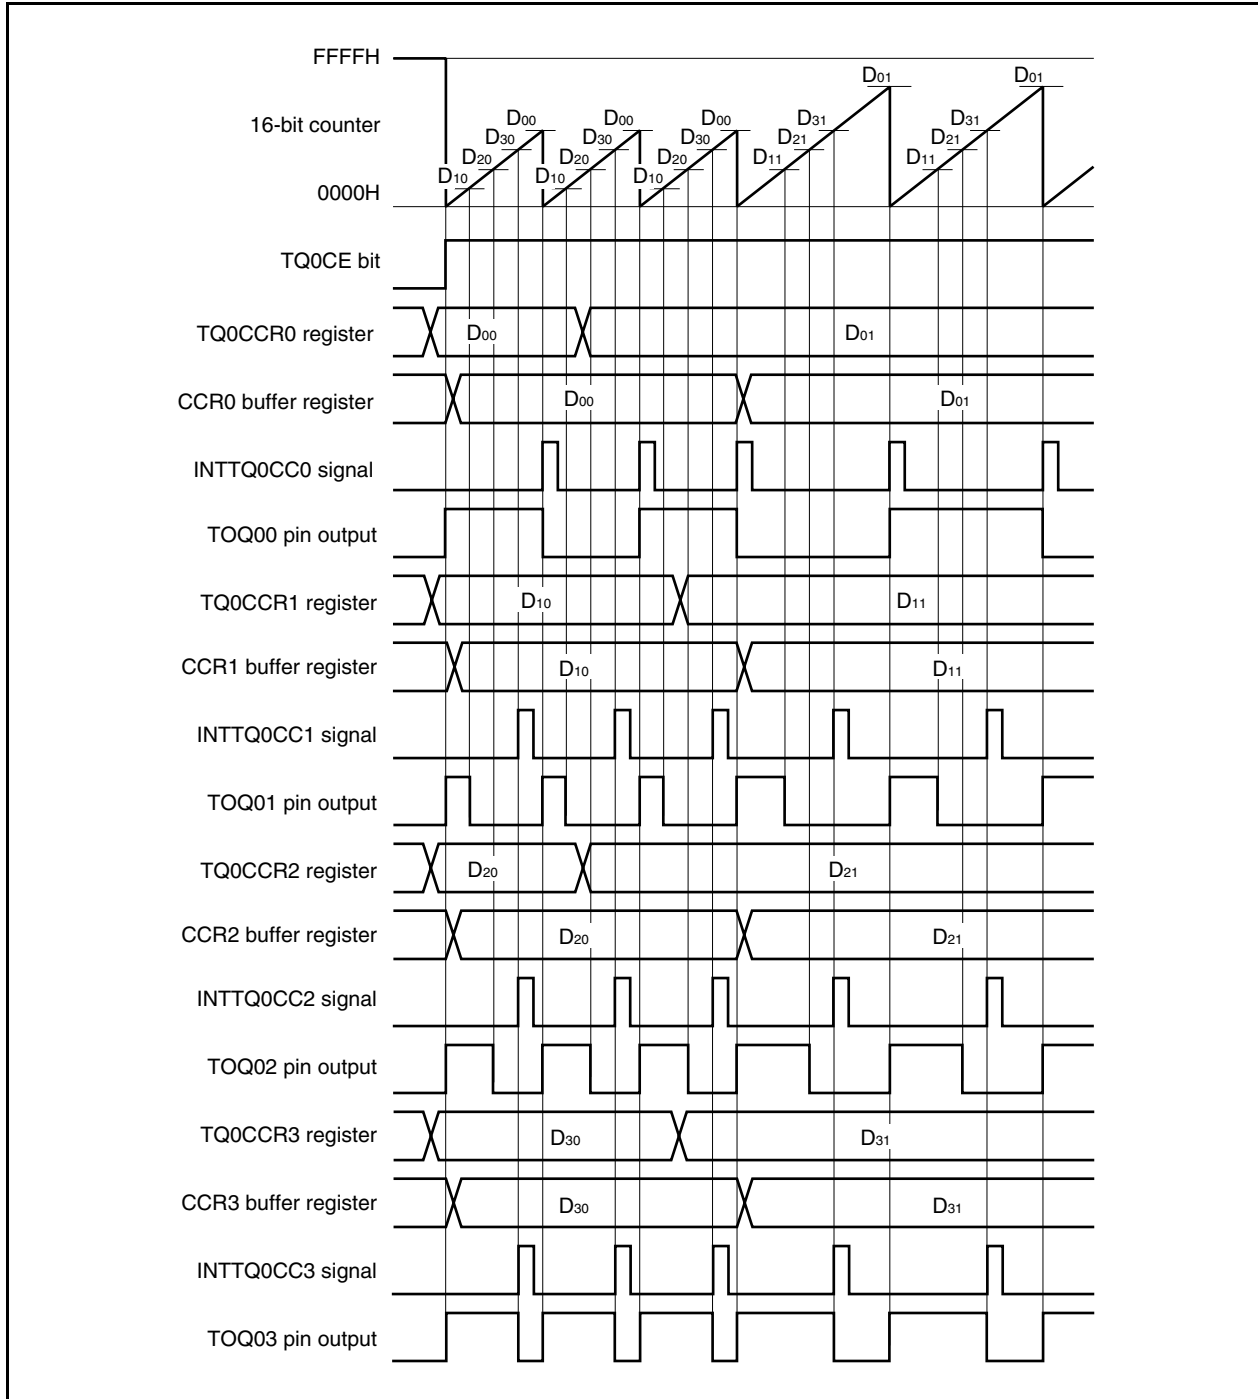 FFFFH
16-bit counter
0000H
D10 D20 D30 D00 D10 D20 D30 D00 D10 D20 D30 D00 D11 D21 D31 D01 D11 D21 D31 D01
TQ0CE bit
TQ0CCR0 register D00 D01
CCR0 buffer register D00 D01
INTTQ0CC0 signal
TOQ00 pin output
TQ0CCR1 register D10 D11
CCR1 buffer register D10 D11
INTTQ0CC1 signal
TOQ01 pin output
TQ0CCR2 register D20 D21
CCR2 buffer register D20 D21
INTTQ0CC2 signal
TOQ02 pin output
TQ0CCR3 register D30 D31
CCR3 buffer register D30 D31
INTTQ0CC3 signal
TOQ03 pin output